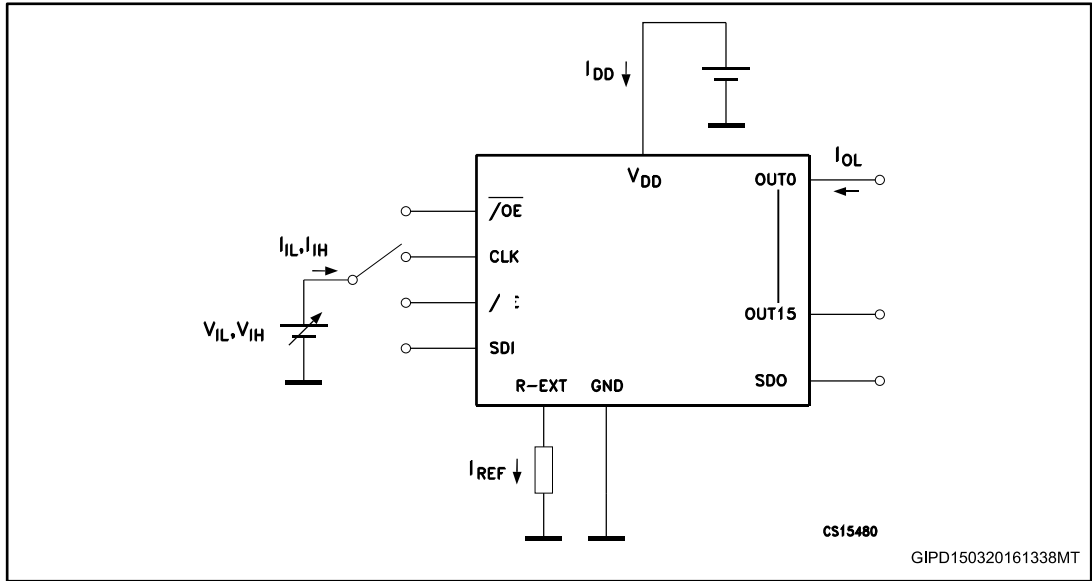 I_DD
V_DD
OUT0
I_OL
/OE
I_IL,I_IH
CLK
/ E
V_IL,V_IH
OUT15
SDI
SDO
R-EXT GND
I_REF
CS15480
GIPD150320161338MT